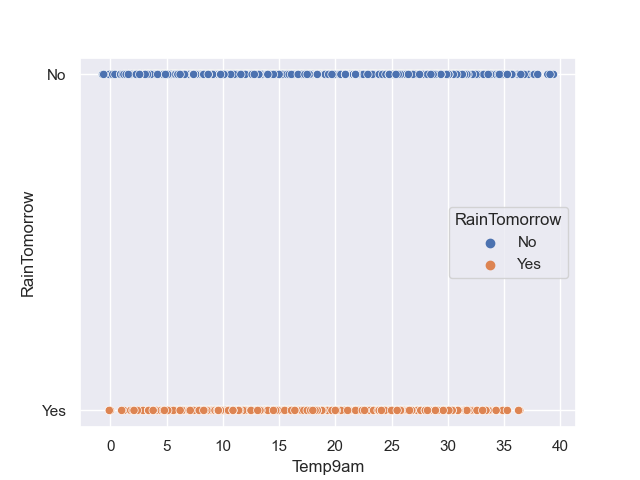 No
Yes
RainTomorrow
RainTomorrow
No
Yes
0 5 10 15 20 25 30 35 40
Temp9am